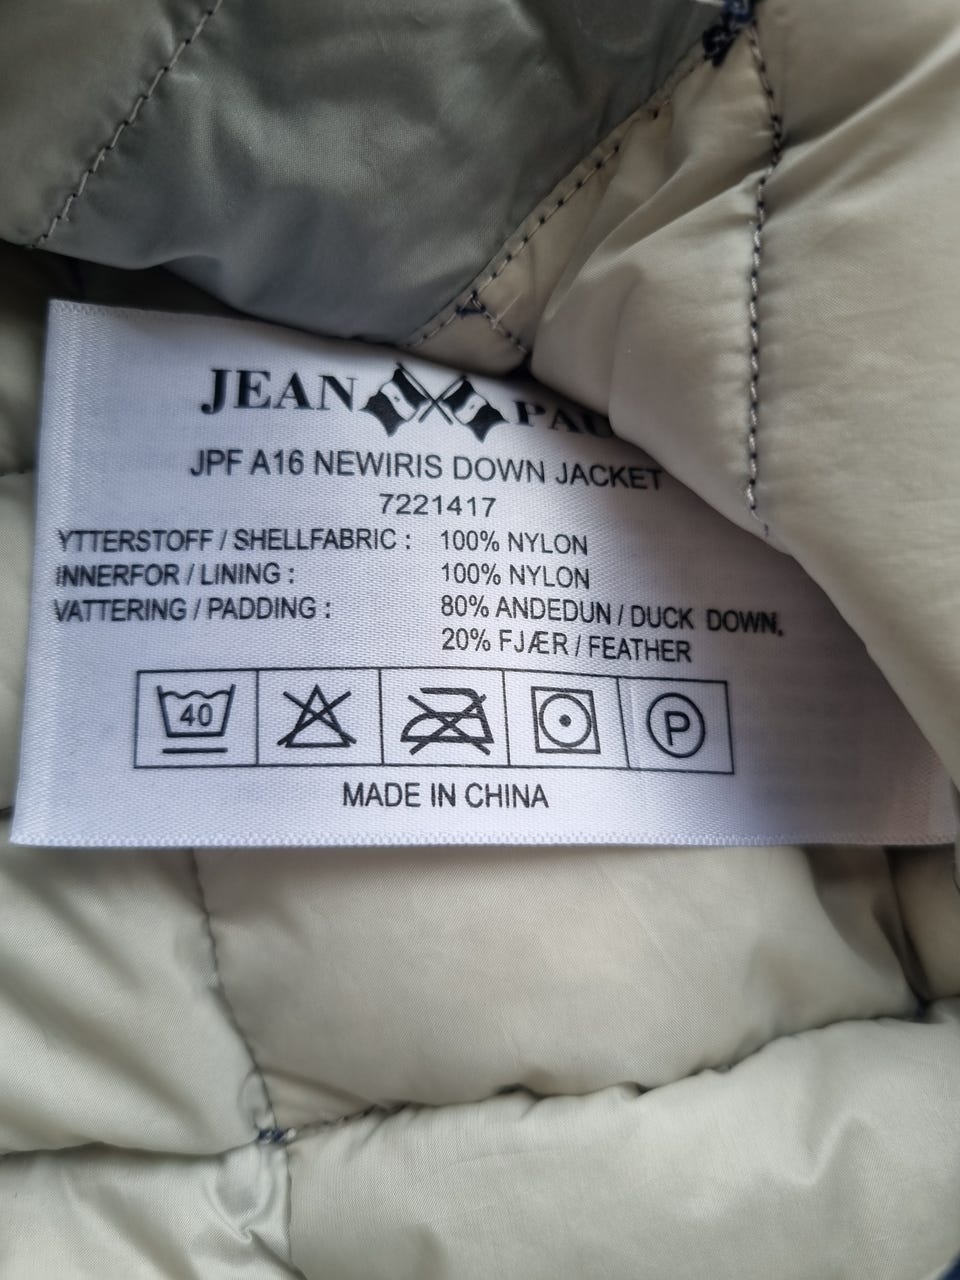 JEAN
JPF A16 NEWIRIS DOWN JACKET
7221417
YTTERSTOFF / SHELLFABRIC : 100% NYLON
INNERFOR / LINING : 100% NYLON
VATTERING / PADDING : 80% ANDEDUN / DUCK DOWN,
20% FJÆR / FEATHER
40 P
MADE IN CHINA